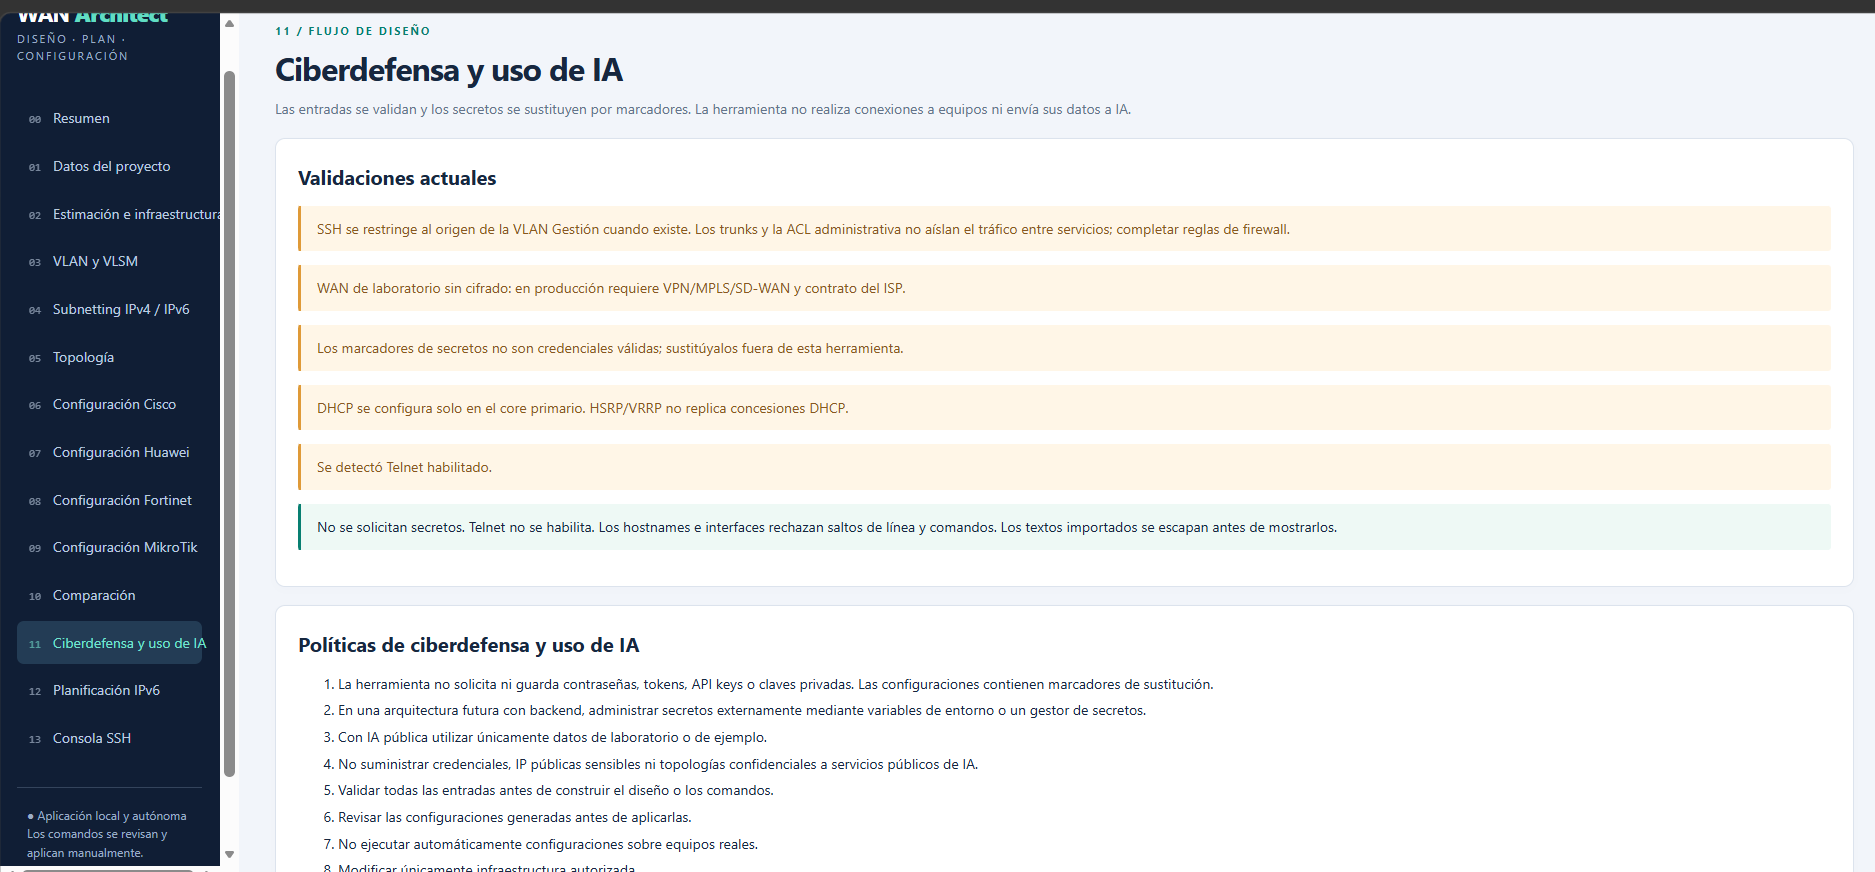 WAN Architect
DISEÑO · PLAN ·
CONFIGURACIÓN
00 Resumen
01 Datos del proyecto
02 Estimación e infraestructura
03 VLAN y VLSM
04 Subnetting IPv4 / IPv6
05 Topología
06 Configuración Cisco
07 Configuración Huawei
08 Configuración Fortinet
09 Configuración MikroTik
10 Comparación
11 Ciberdefensa y uso de IA
12 Planificación IPv6
13 Consola SSH
● Aplicación local y autónoma
Los comandos se revisan y
aplican manualmente.
11 / FLUJO DE DISEÑO
Ciberdefensa y uso de IA
Las entradas se validan y los secretos se sustituyen por marcadores. La herramienta no realiza conexiones a equipos ni envía sus datos a IA.
Validaciones actuales
SSH se restringe al origen de la VLAN Gestión cuando existe. Los trunks y la ACL administrativa no aíslan el tráfico entre servicios; completar reglas de firewall.
WAN de laboratorio sin cifrado: en producción requiere VPN/MPLS/SD-WAN y contrato del ISP.
Los marcadores de secretos no son credenciales válidas; sustitúyalos fuera de esta herramienta.
DHCP se configura solo en el core primario. HSRP/VRRP no replica concesiones DHCP.
Se detectó Telnet habilitado.
No se solicitan secretos. Telnet no se habilita. Los hostnames e interfaces rechazan saltos de línea y comandos. Los textos importados se escapan antes de mostrarlos.
Políticas de ciberdefensa y uso de IA
1. La herramienta no solicita ni guarda contraseñas, tokens, API keys o claves privadas. Las configuraciones contienen marcadores de sustitución.
2. En una arquitectura futura con backend, administrar secretos externamente mediante variables de entorno o un gestor de secretos.
3. Con IA pública utilizar únicamente datos de laboratorio o de ejemplo.
4. No suministrar credenciales, IP públicas sensibles ni topologías confidenciales a servicios públicos de IA.
5. Validar todas las entradas antes de construir el diseño o los comandos.
6. Revisar las configuraciones generadas antes de aplicarlas.
7. No ejecutar automáticamente configuraciones sobre equipos reales.
8. Modificar únicamente infraestructura autorizada.